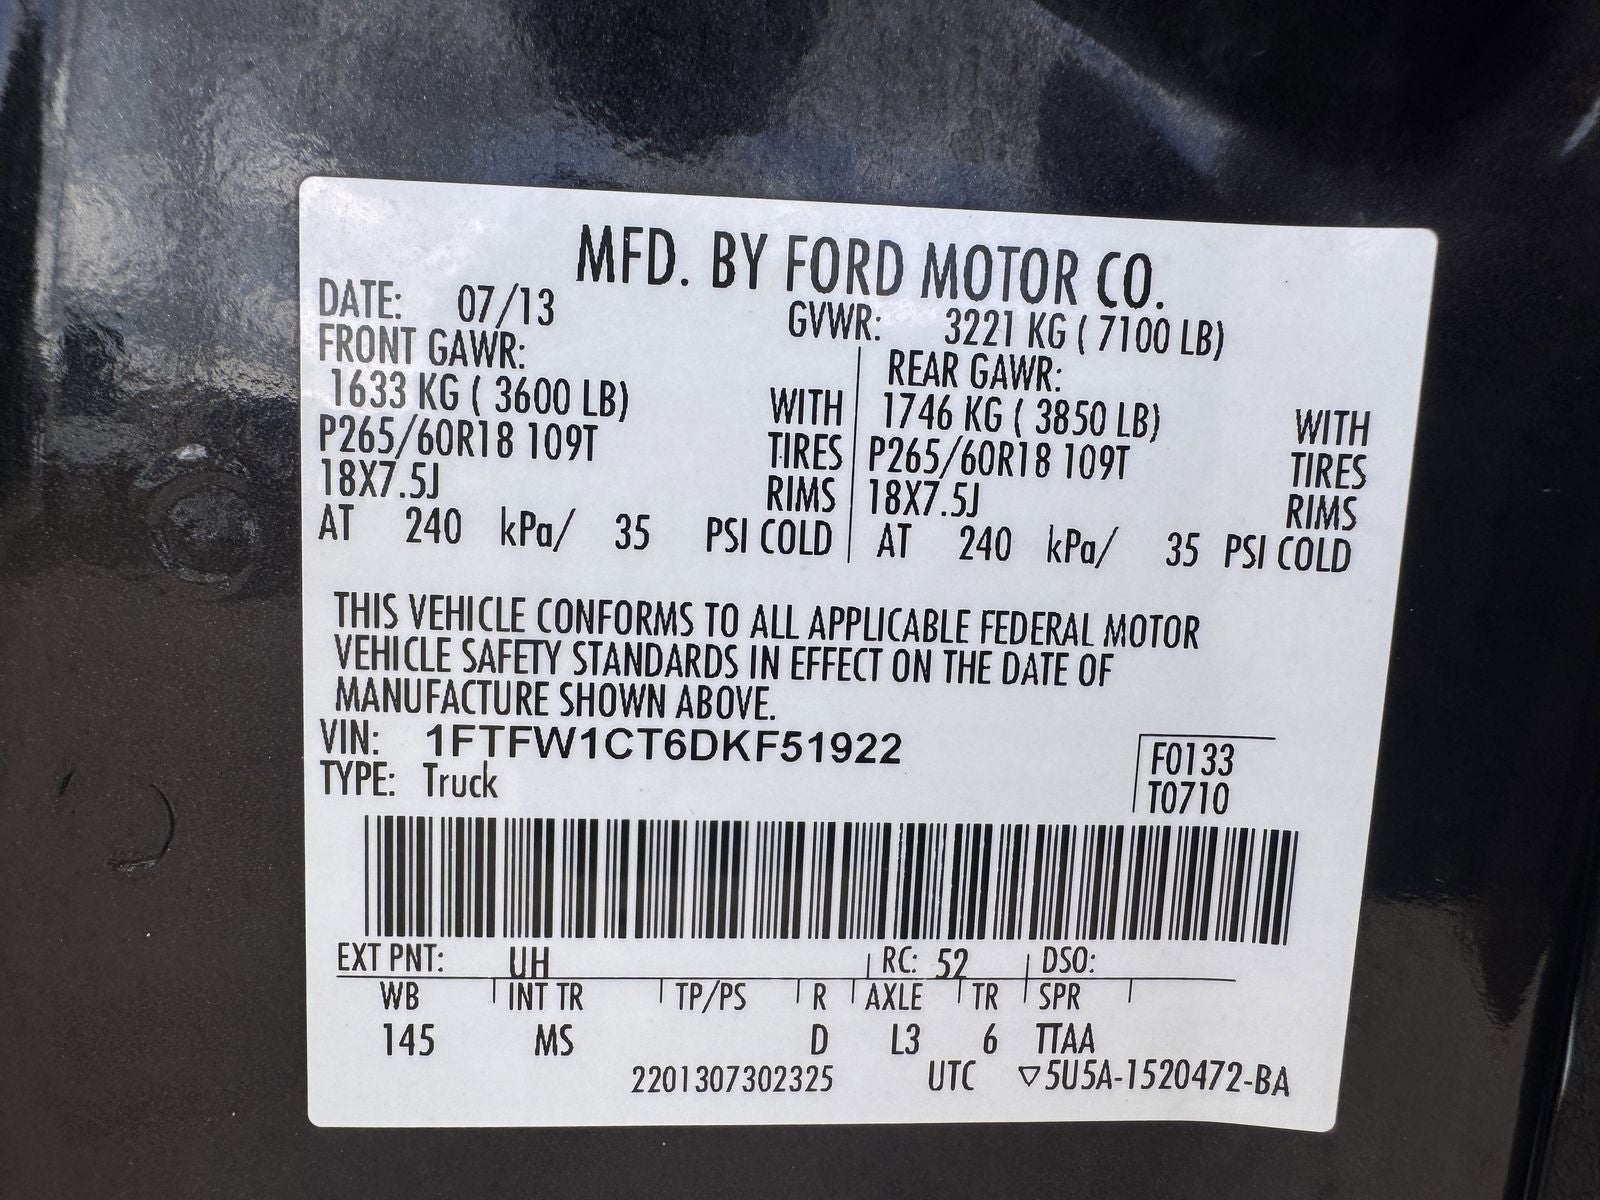 MFD. BY FORD MOTOR CO.
DATE: 07/13 GVWR: 3221 KG ( 7100 LB)
FRONT GAWR: REAR GAWR:
1633 KG ( 3600 LB) WITH 1746 KG ( 3850 LB) WITH
P265/60R18 109T TIRES P265/60R18 109T TIRES
18X7.5J RIMS 18X7.5J RIMS
AT 240 kPa/ 35 PSI COLD AT 240 kPa/ 35 PSI COLD
THIS VEHICLE CONFORMS TO ALL APPLICABLE FEDERAL MOTOR
VEHICLE SAFETY STANDARDS IN EFFECT ON THE DATE OF
MANUFACTURE SHOWN ABOVE.
VIN: 1FTFW1CT6DKF51922 F0133
TYPE: Truck T0710
EXT PNT: UH RC: 52 DSO:
WB INT TR TP/PS R AXLE TR SPR
145 MS D L3 6 TTAA
2201307302325 UTC ▽5U5A-1520472-BA